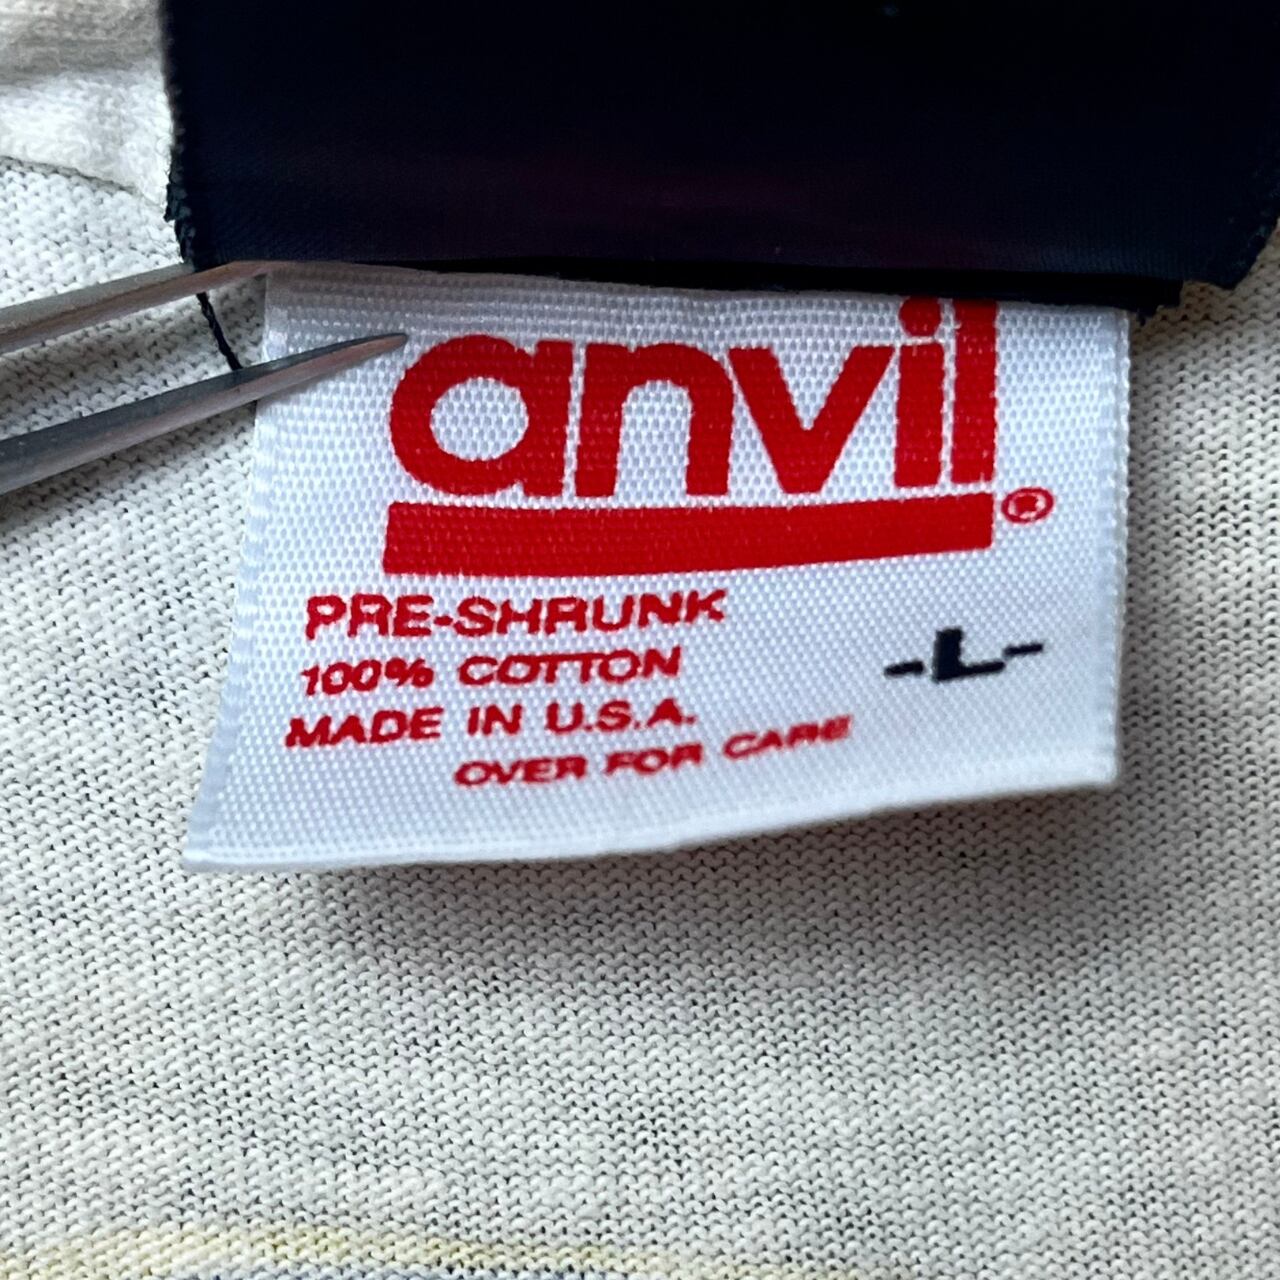 anvil®
PRE-SHRUNK
100% COTTON
-L-
MADE IN U.S.A.
OVER FOR CARE